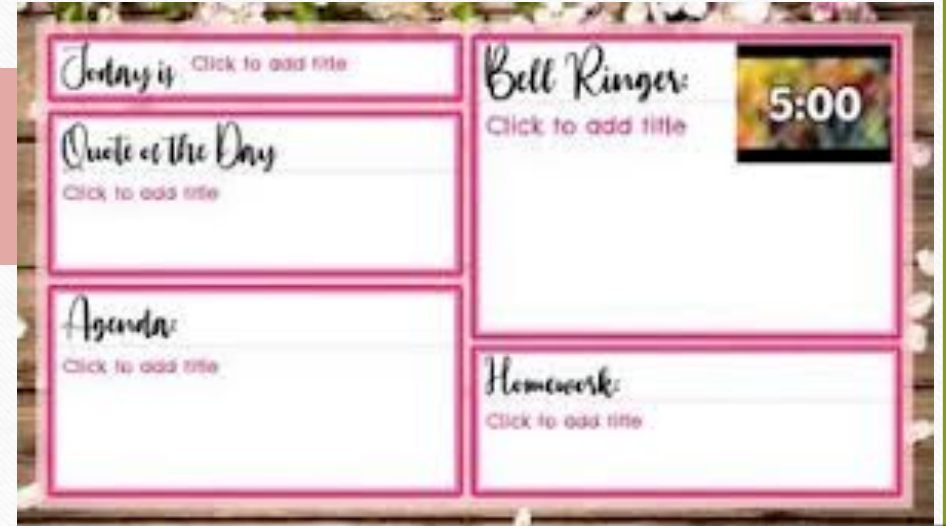 Today is Click to add title
Quote of the Day
Click to add title
Agenda:
Click to add title
Bell Ringer:
Click to add title
5:00
Homework:
Click to add title